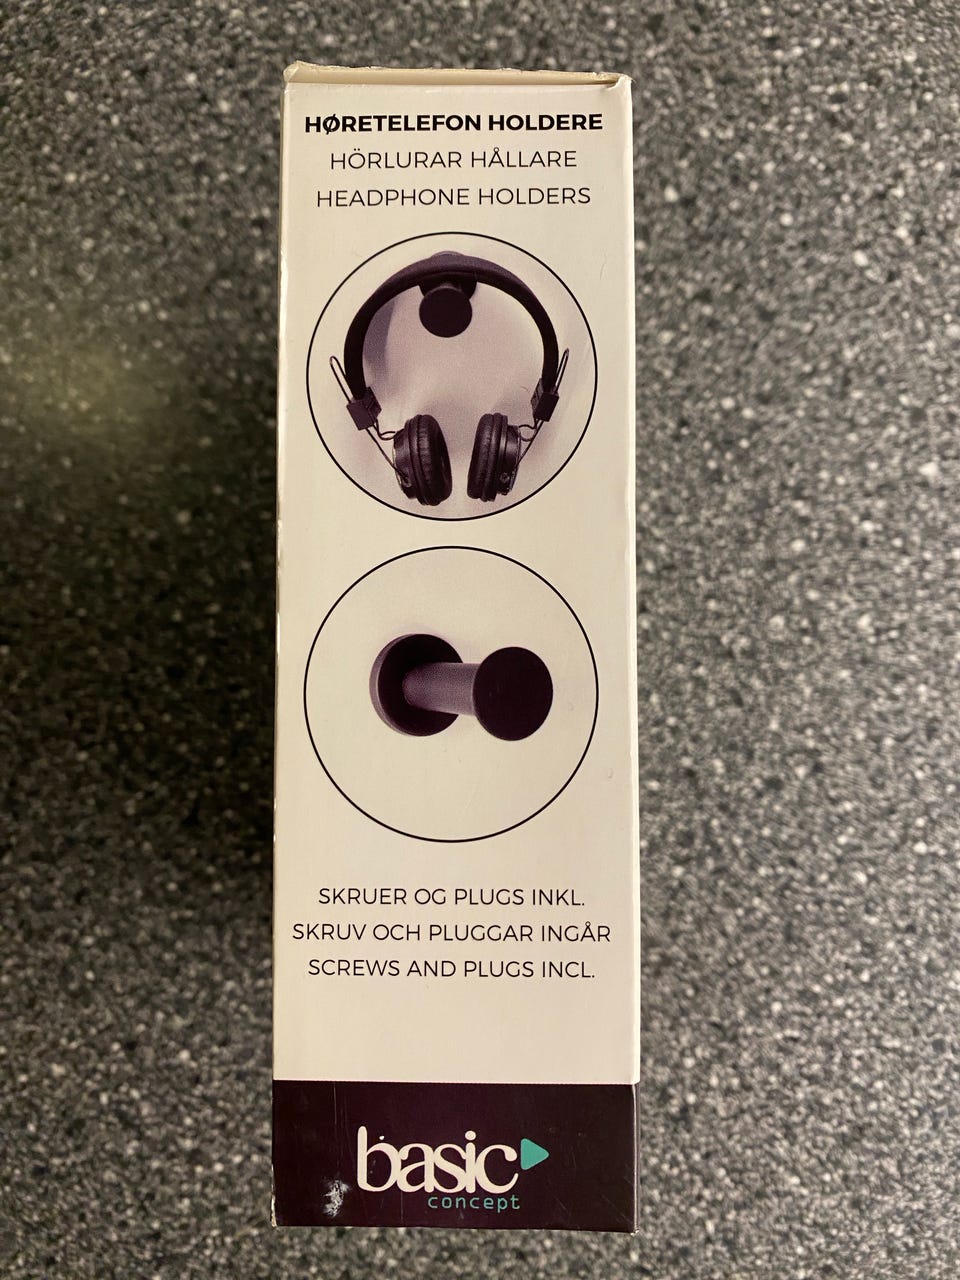 HØRETELEFON HOLDERE
HÖRLURAR HÅLLARE
HEADPHONE HOLDERS
SKRUER OG PLUGS INKL.
SKRUV OCH PLUGGAR INGÅR
SCREWS AND PLUGS INCL.
basic
concept